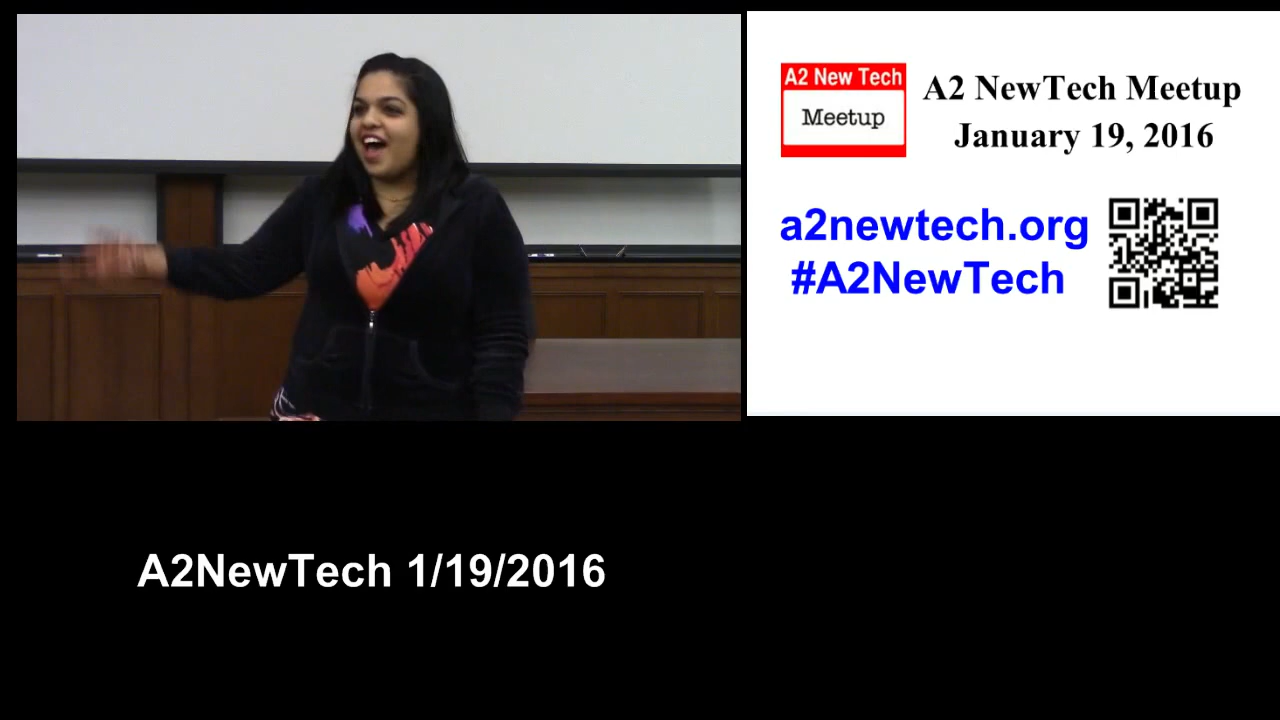 A2 New Tech
Meetup
A2 NewTech Meetup
January 19, 2016
a2newtech.org
#A2NewTech
A2NewTech 1/19/2016